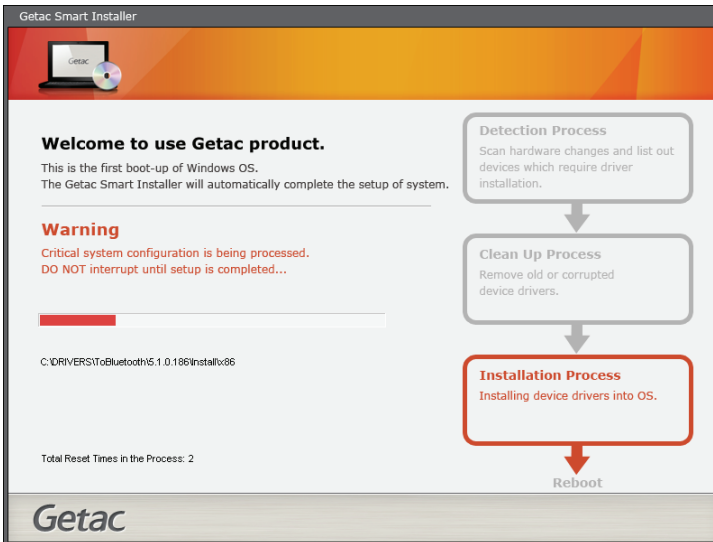 Getac Smart Installer
Getac
Welcome to use Getac product.
This is the first boot-up of Windows OS.
The Getac Smart Installer will automatically complete the setup of system.
Warning
Critical system configuration is being processed.
DO NOT interrupt until setup is completed...
C:\DRIVERS\ToBluetooth\5.1.0.186\Install\x86
Total Reset Times in the Process: 2
Detection Process
Scan hardware changes and list out
devices which require driver
installation.
Clean Up Process
Remove old or corrupted
device drivers.
Installation Process
Installing device drivers into OS.
Reboot
Getac